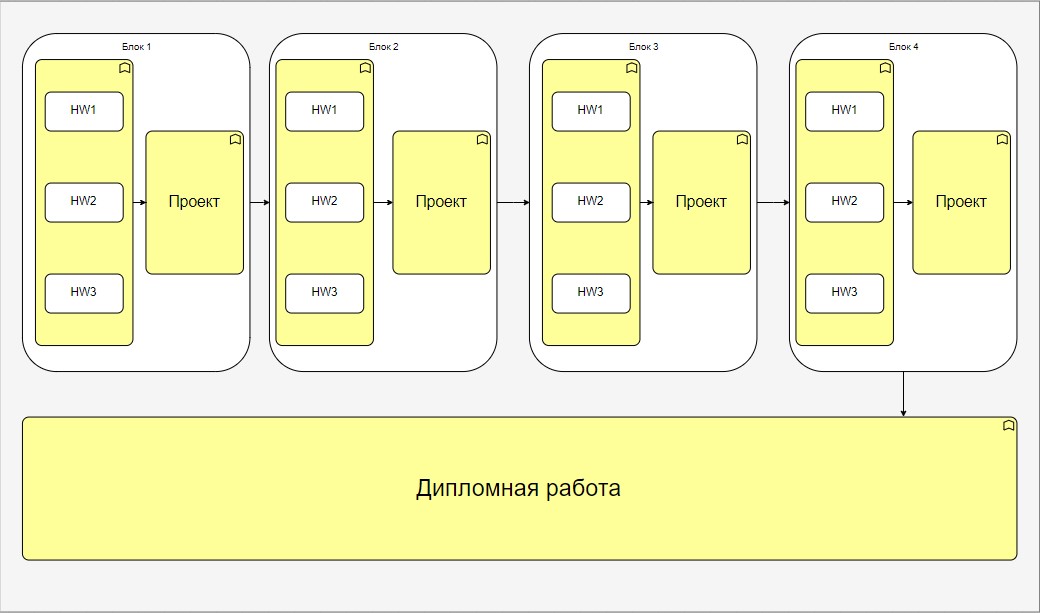 Блок 1
HW1
HW2
HW3
Проект
Блок 2
HW1
HW2
HW3
Проект
Блок 3
HW1
HW2
HW3
Проект
Блок 4
HW1
HW2
HW3
Проект
Дипломная работа